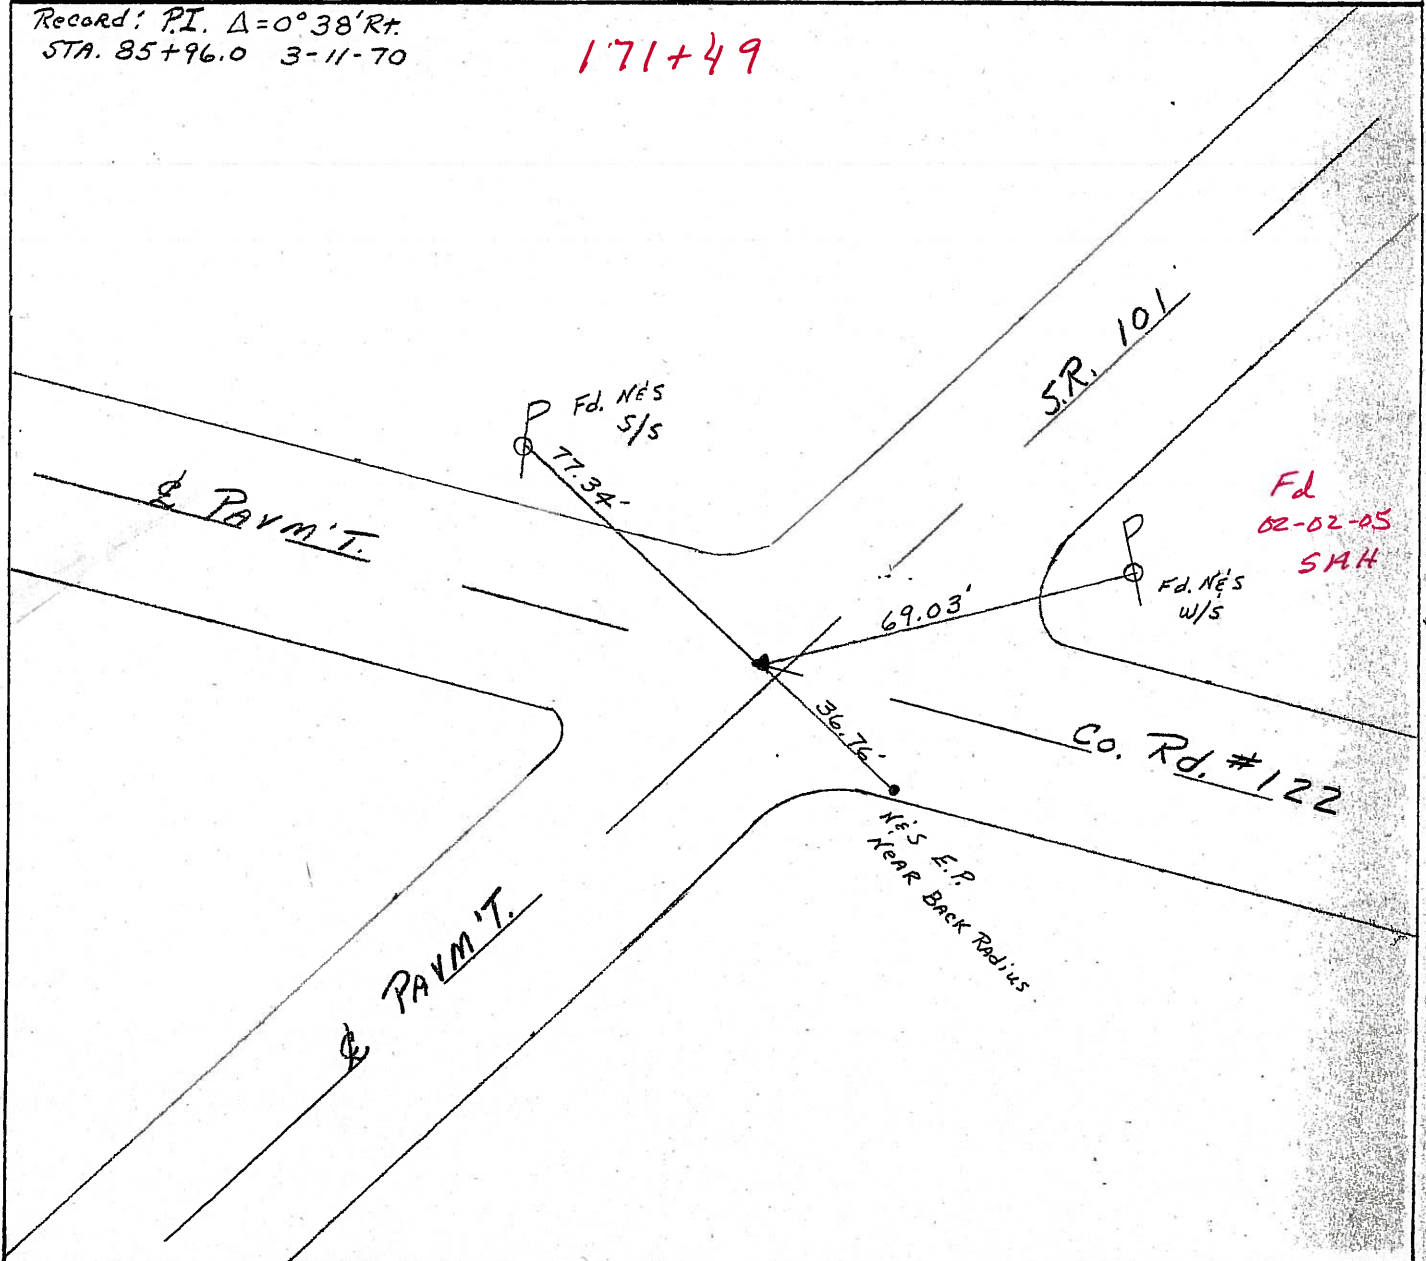 Record: P.I. Δ=0°38'Rt.
STA. 85+96.0 3-11-70
171+49
S.R. 101
P
Fd. N&S
S/S
77.34'
℄ PAVM'T.
Fd
02-02-05
SAH
P
Fd. N&S
W/S
69.03'
36.76'
Co. Rd. #122
N&S E.P.
NEAR BACK RADIUS
℄ PAVM'T.